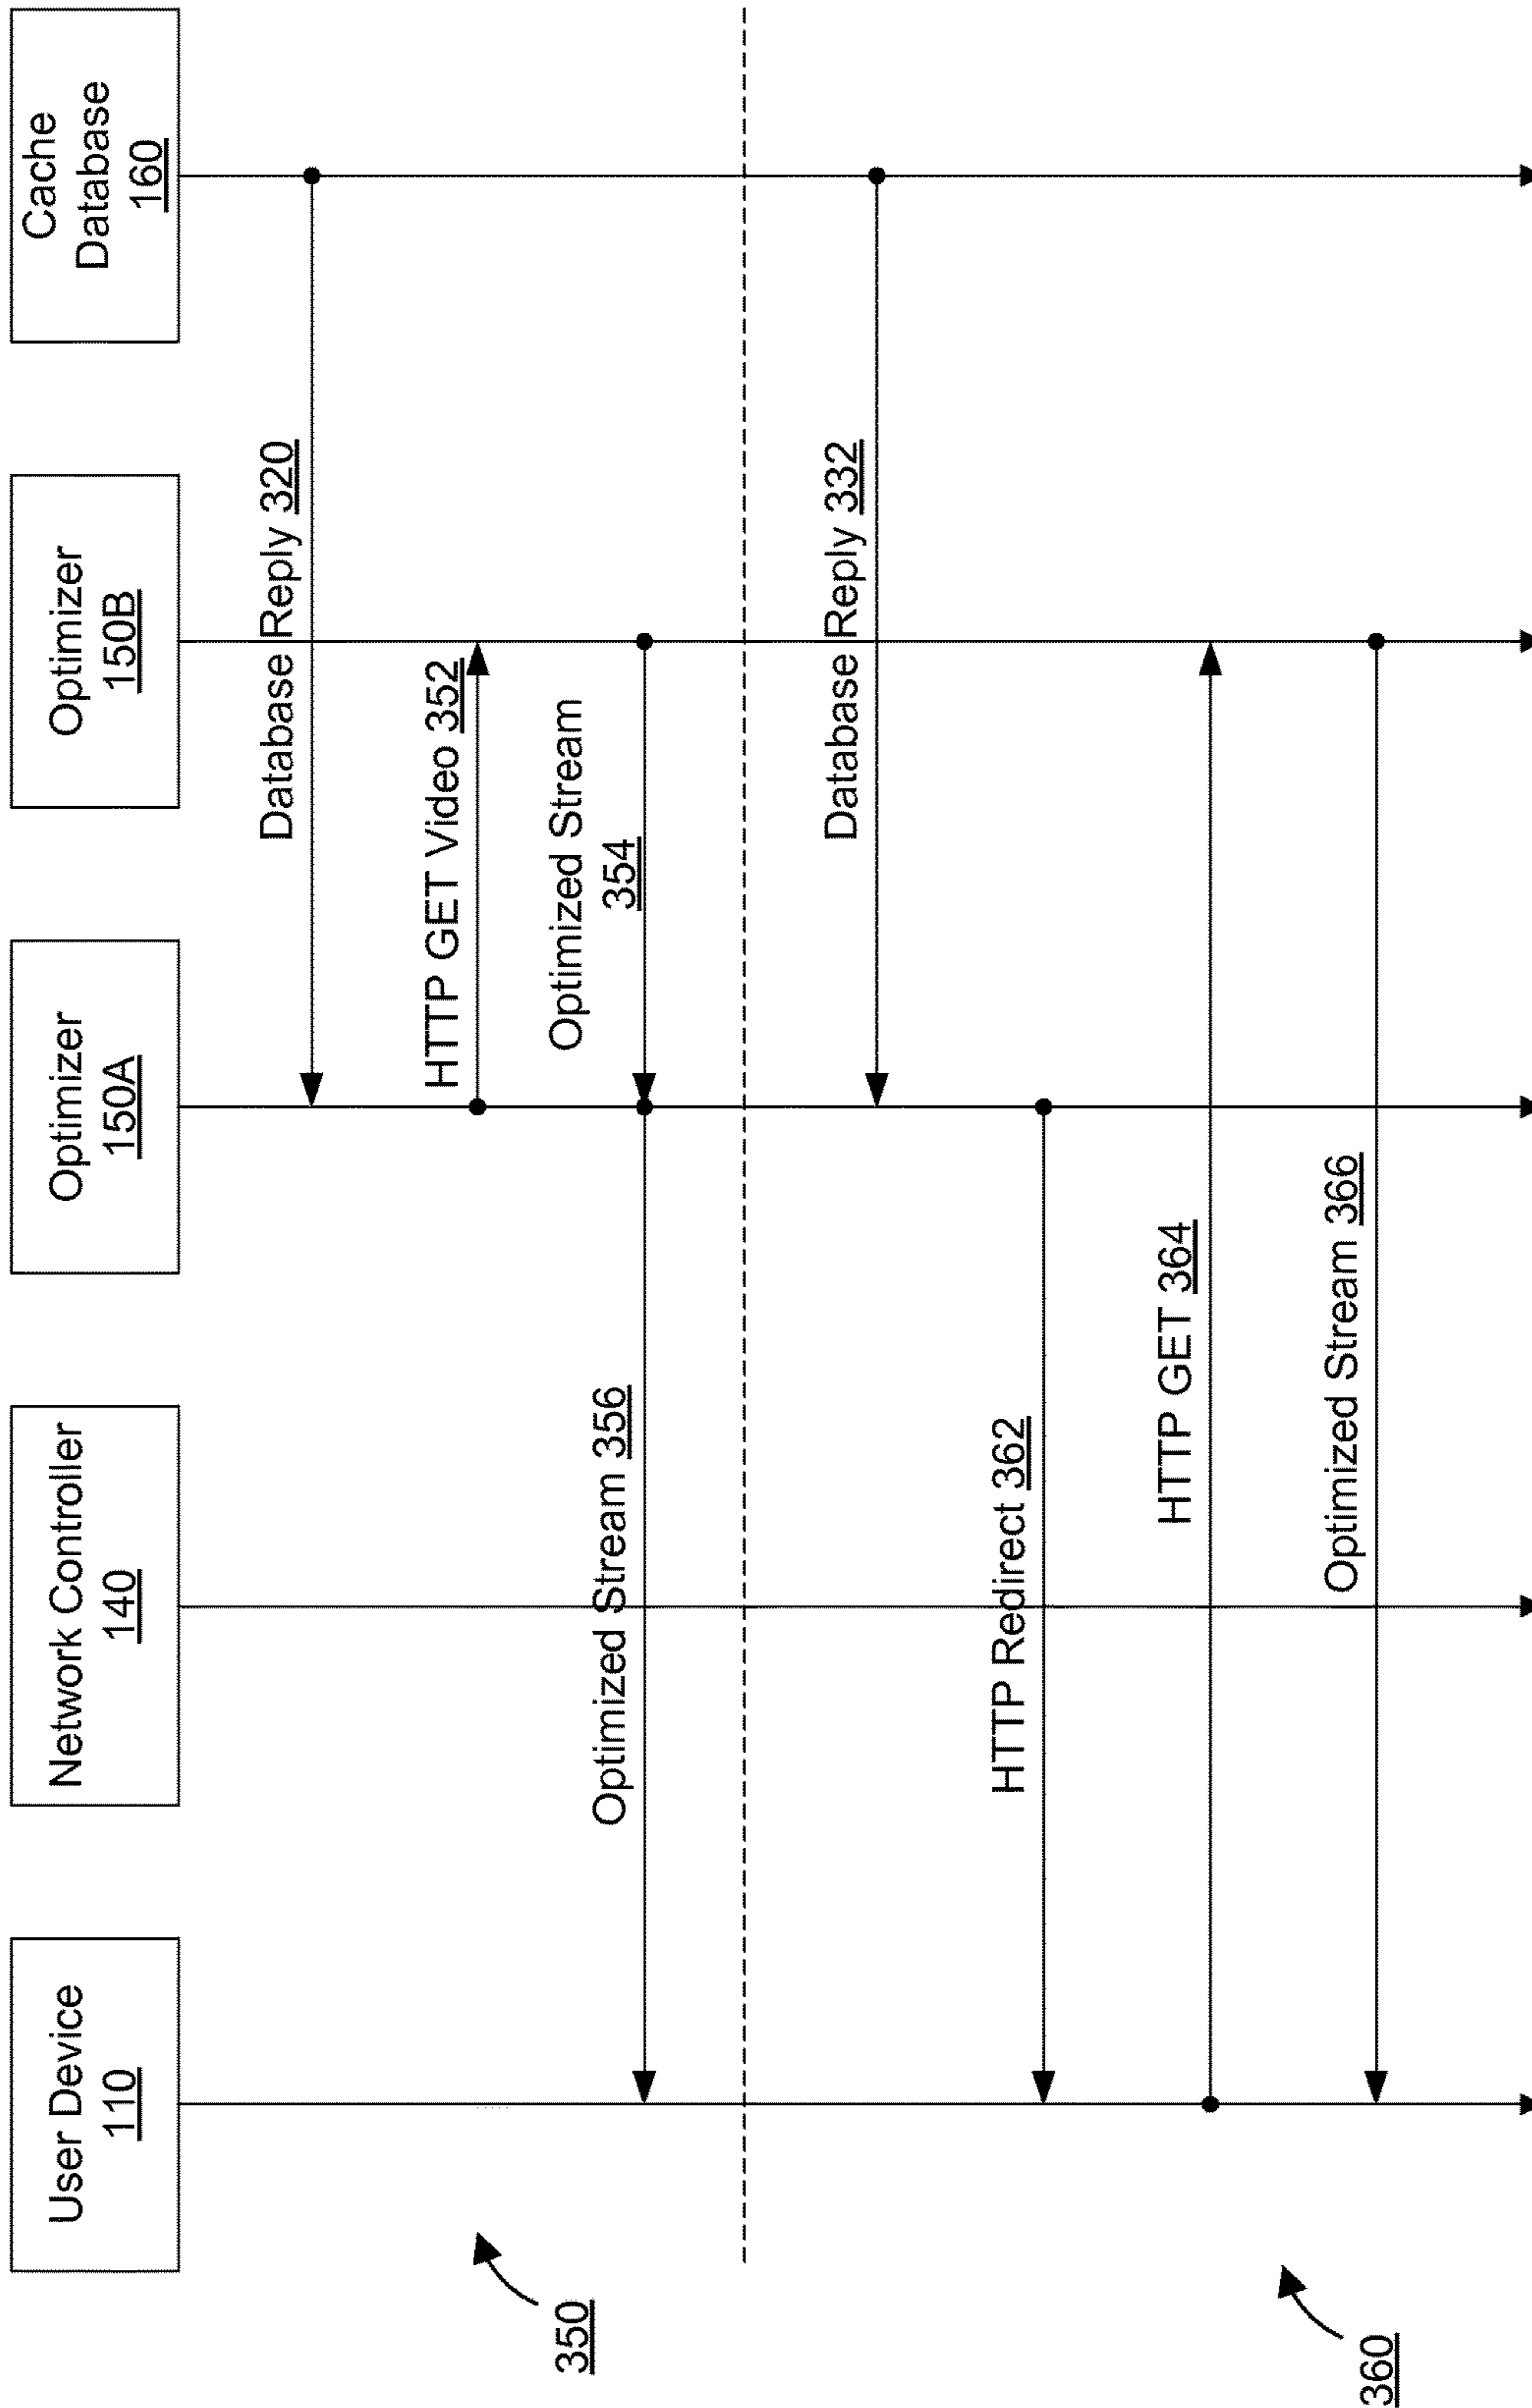 User Device
110
Network Controller
140
Optimizer
150A
Optimizer
150B
Cache
Database
160
Database Reply 320
HTTP GET Video 352
Optimized Stream
354
Optimized Stream 356
350
Database Reply 332
HTTP Redirect 362
HTTP GET 364
Optimized Stream 366
360